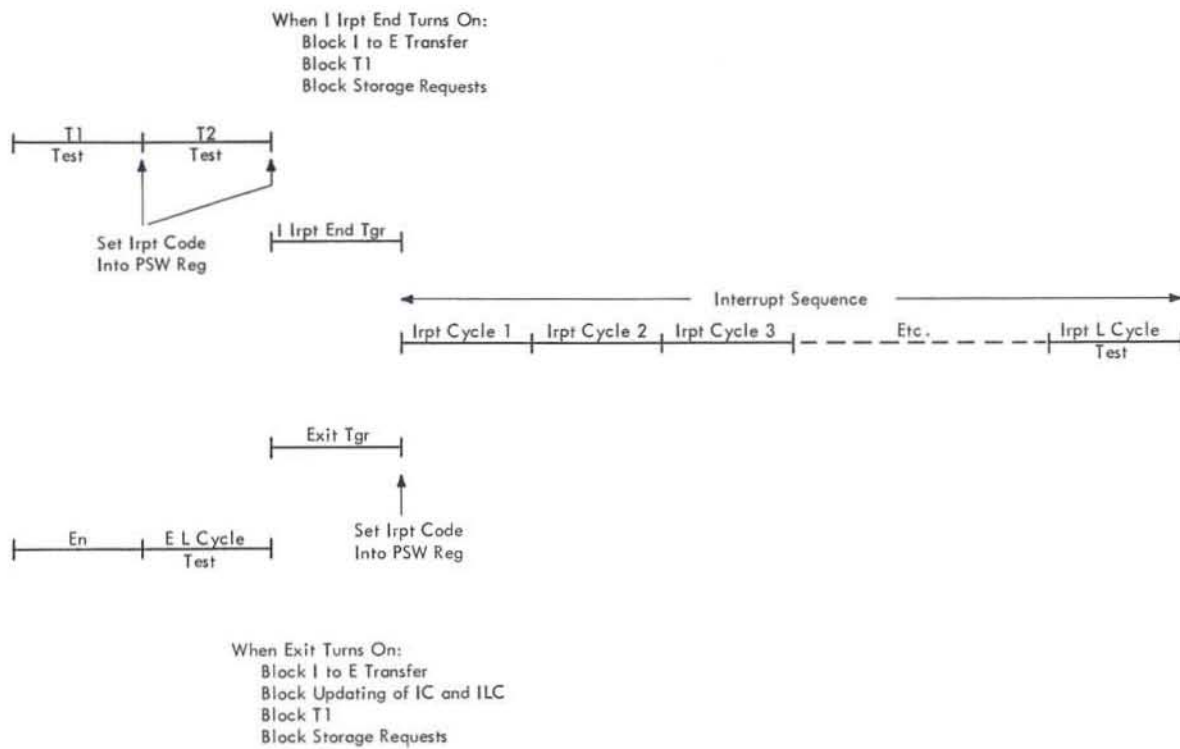 When I Irpt End Turns On:
Block I to E Transfer
Block T1
Block Storage Requests
T1
T2
Test
Test
Set Irpt Code
Into PSW Reg
I Irpt End Tgr
Interrupt Sequence
Irpt Cycle 1
Irpt Cycle 2
Irpt Cycle 3
Etc.
Irpt L Cycle
Test
Exit Tgr
Set Irpt Code
Into PSW Reg
En
E L Cycle
Test
When Exit Turns On:
Block I to E Transfer
Block Updating of IC and ILC
Block T1
Block Storage Requests